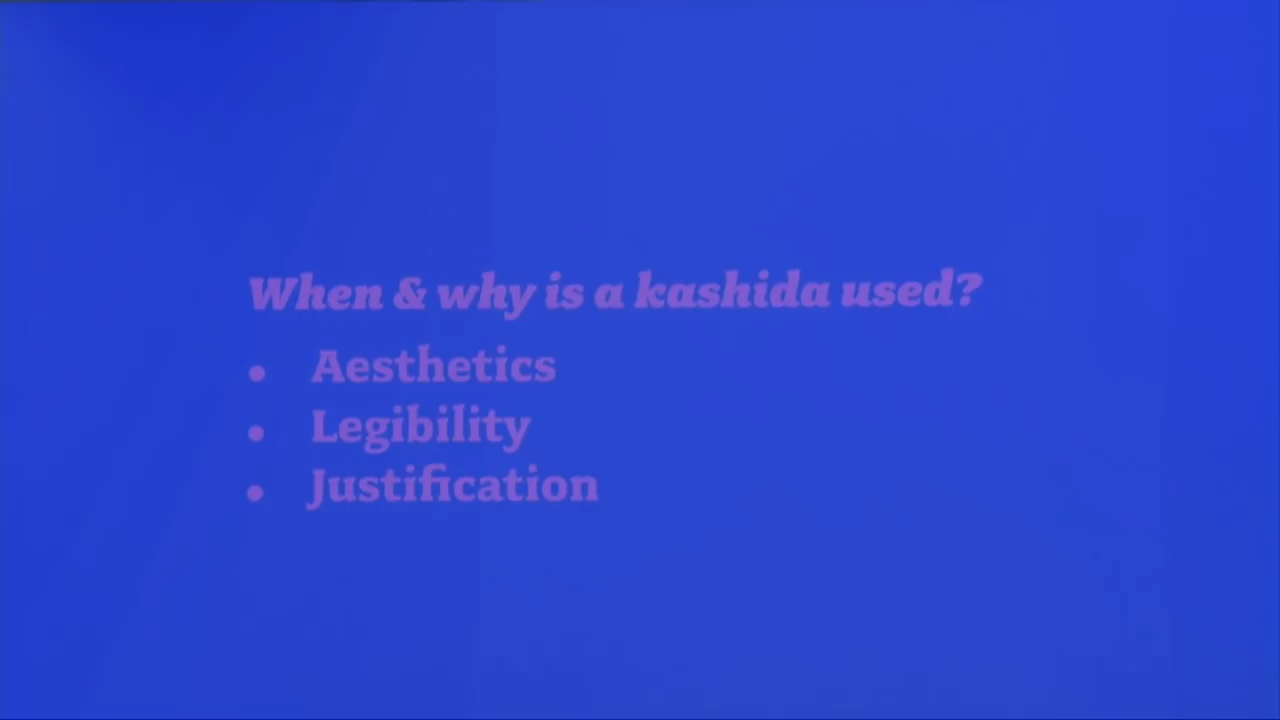 When & why is a kashida used?
• Aesthetics
• Legibility
• Justification